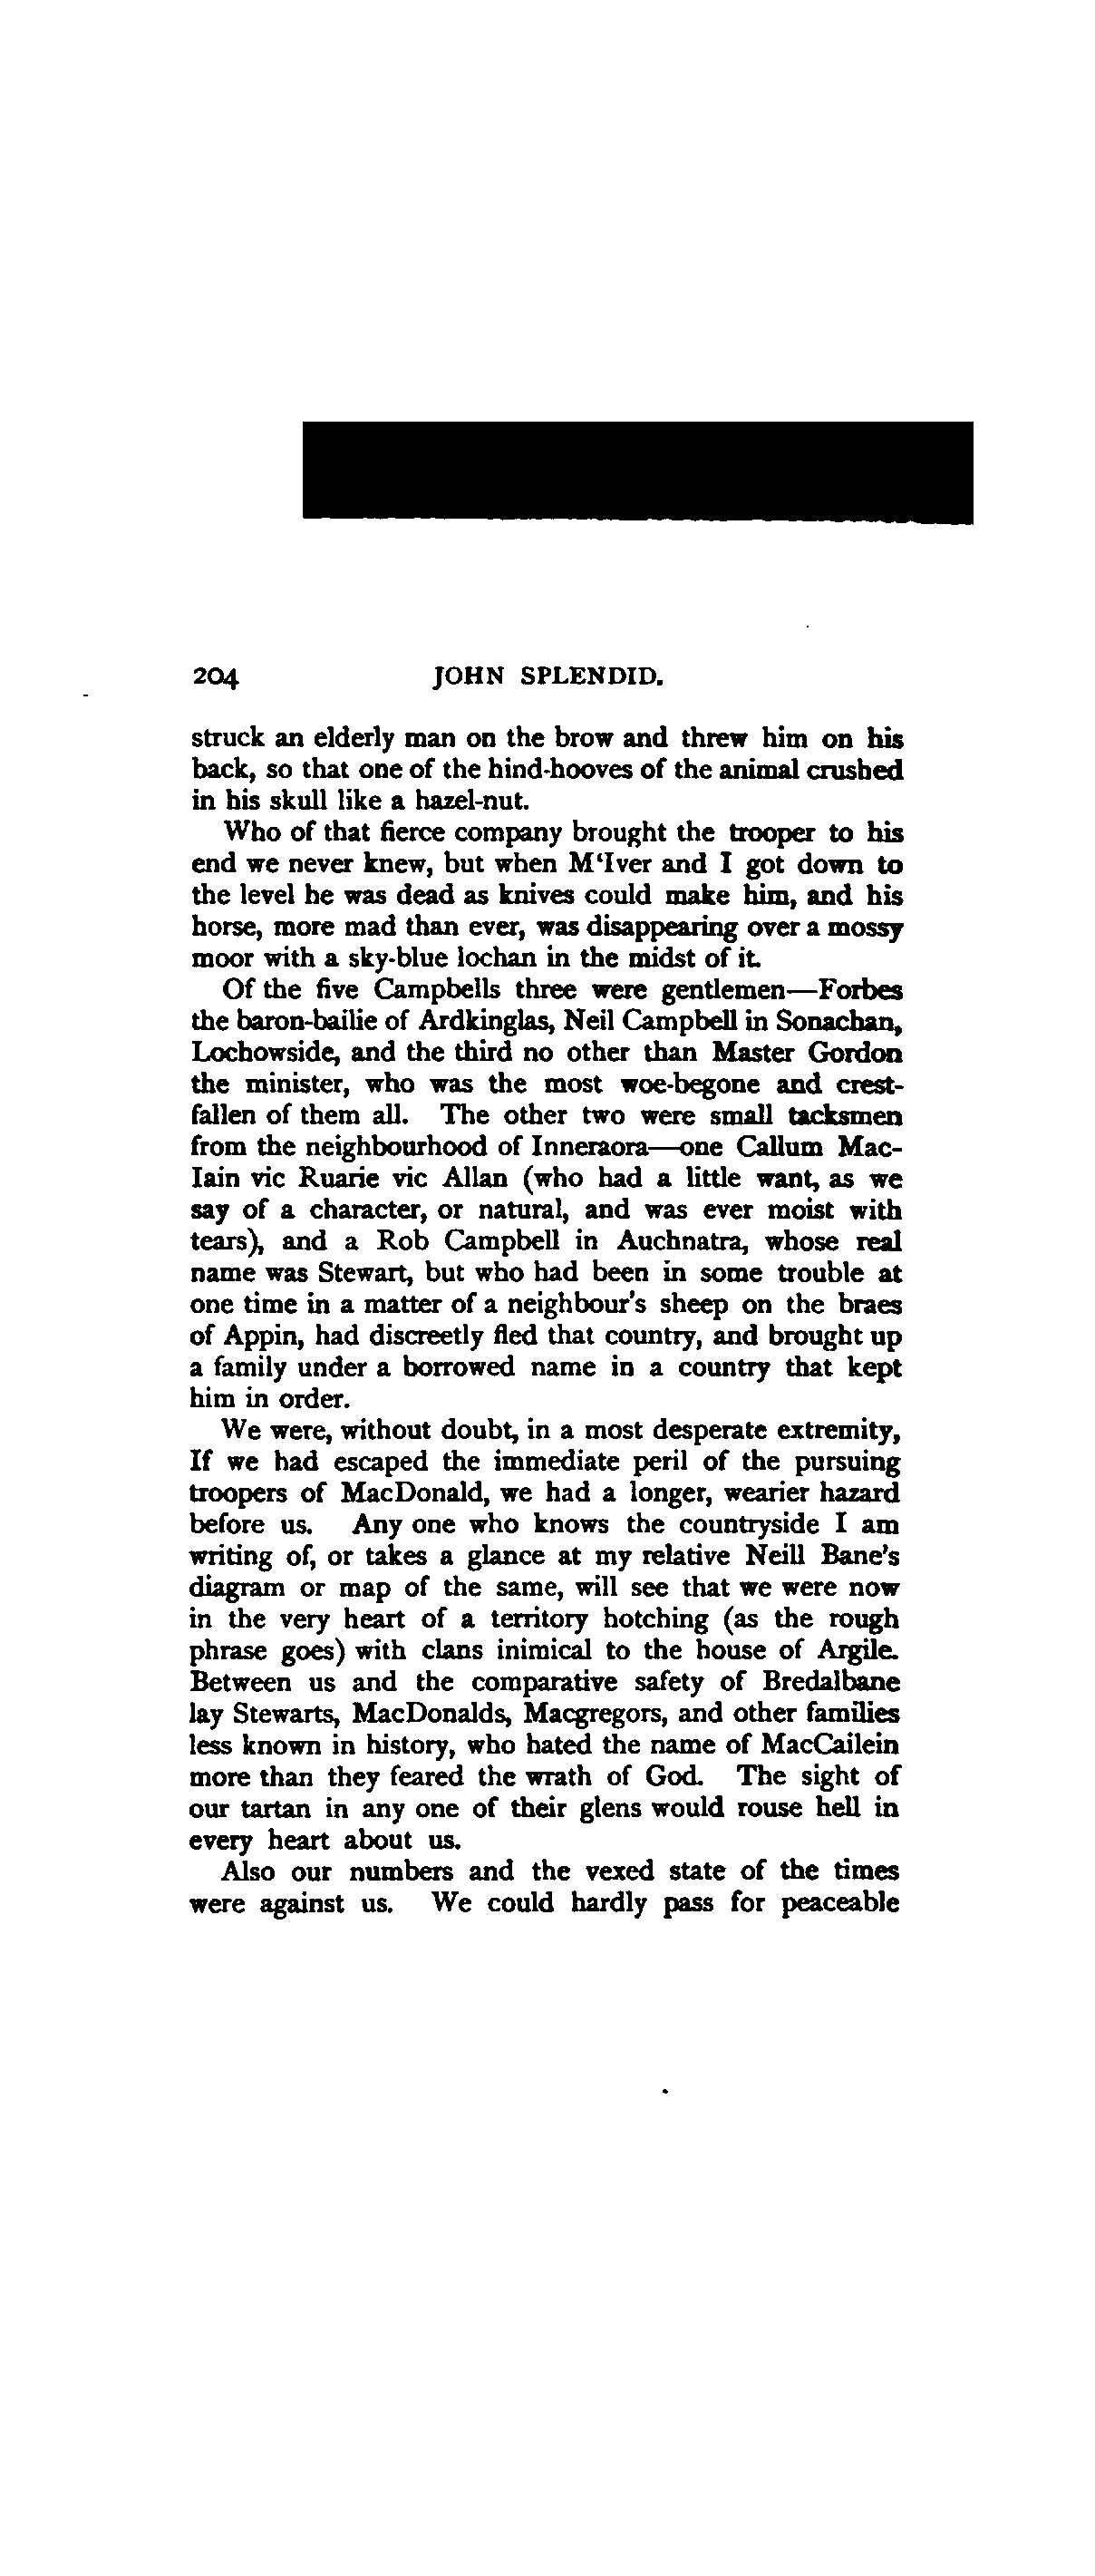 204 JOHN SPLENDID.
struck an elderly man on the brow and threw him on his
back, so that one of the hind-hooves of the animal crushed
in his skull like a hazel-nut.
Who of that fierce company brought the trooper to his
end we never knew, but when M‘Iver and I got down to
the level he was dead as knives could make him, and his
horse, more mad than ever, was disappearing over a mossy
moor with a sky-blue lochan in the midst of it.
Of the five Campbells three were gentlemen—Forbes
the baron-bailie of Ardkinglas, Neil Campbell in Sonachan,
Lochowside, and the third no other than Master Gordon
the minister, who was the most woe-begone and crest-
fallen of them all. The other two were small tacksmen
from the neighbourhood of Inneraora—one Callum Mac-
Iain vic Ruarie vic Allan (who had a little want, as we
say of a character, or natural, and was ever moist with
tears), and a Rob Campbell in Auchnatra, whose real
name was Stewart, but who had been in some trouble at
one time in a matter of a neighbour's sheep on the braes
of Appin, had discreetly fled that country, and brought up
a family under a borrowed name in a country that kept
him in order.
We were, without doubt, in a most desperate extremity,
If we had escaped the immediate peril of the pursuing
troopers of MacDonald, we had a longer, wearier hazard
before us. Any one who knows the countryside I am
writing of, or takes a glance at my relative Neill Bane's
diagram or map of the same, will see that we were now
in the very heart of a territory hotching (as the rough
phrase goes) with clans inimical to the house of Argile.
Between us and the comparative safety of Bredalbane
lay Stewarts, MacDonalds, Macgregors, and other families
less known in history, who hated the name of MacCailein
more than they feared the wrath of God. The sight of
our tartan in any one of their glens would rouse hell in
every heart about us.
Also our numbers and the vexed state of the times
were against us. We could hardly pass for peaceable